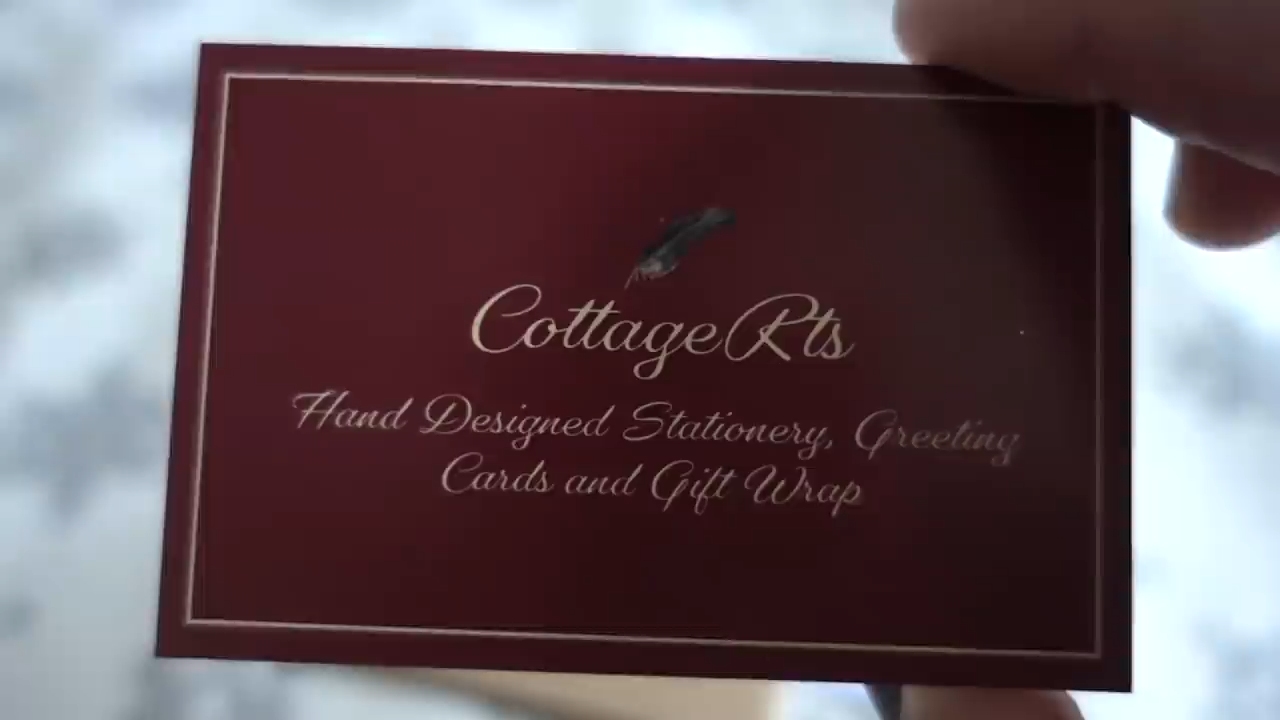 CottageRts
Hand Designed Stationery, Greeting
Cards and Gift Wrap